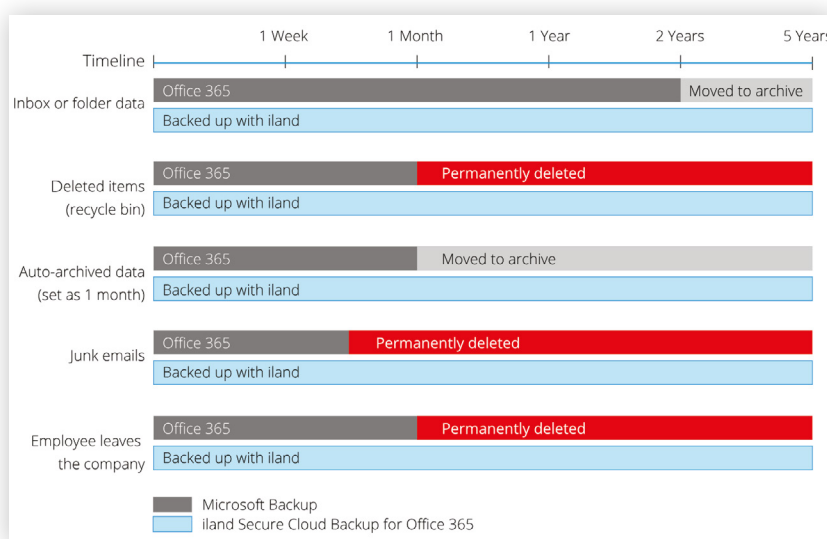 1 Week 1 Month 1 Year 2 Years 5 Years
Timeline
Office 365 Moved to archive
Inbox or folder data
Backed up with iland
Office 365 Permanently deleted
Deleted items
(recycle bin)
Backed up with iland
Office 365 Moved to archive
Auto-archived data
(set as 1 month)
Backed up with iland
Office 365 Permanently deleted
Junk emails
Backed up with iland
Office 365 Permanently deleted
Employee leaves
the company
Backed up with iland
Microsoft Backup
iland Secure Cloud Backup for Office 365